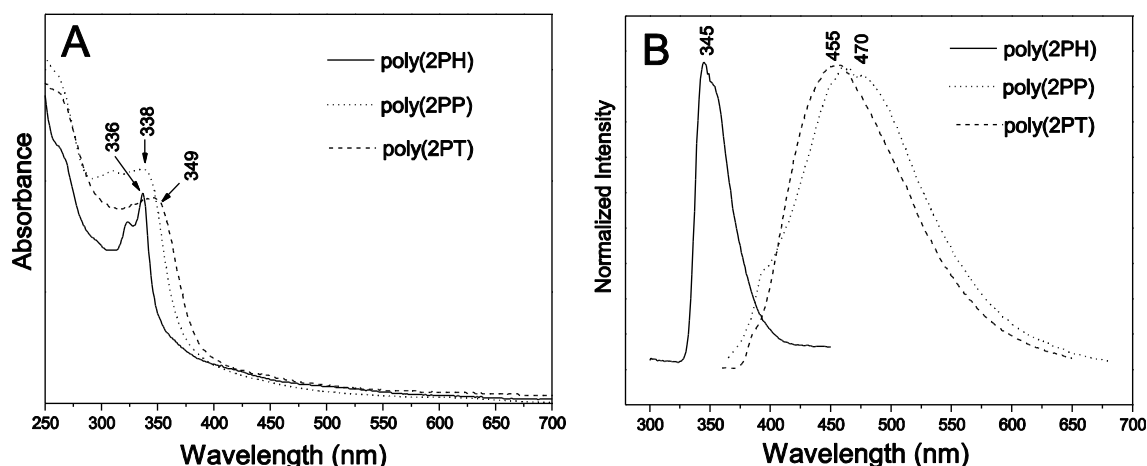 A
poly(2PH)
poly(2PP)
poly(2PT)
336
338
349
Absorbance
250 300 350 400 450 500 550 600 650 700
Wavelength (nm)
B
345
455
470
poly(2PH)
poly(2PP)
poly(2PT)
Normalized Intensity
300 350 400 450 500 550 600 650 700
Wavelength (nm)